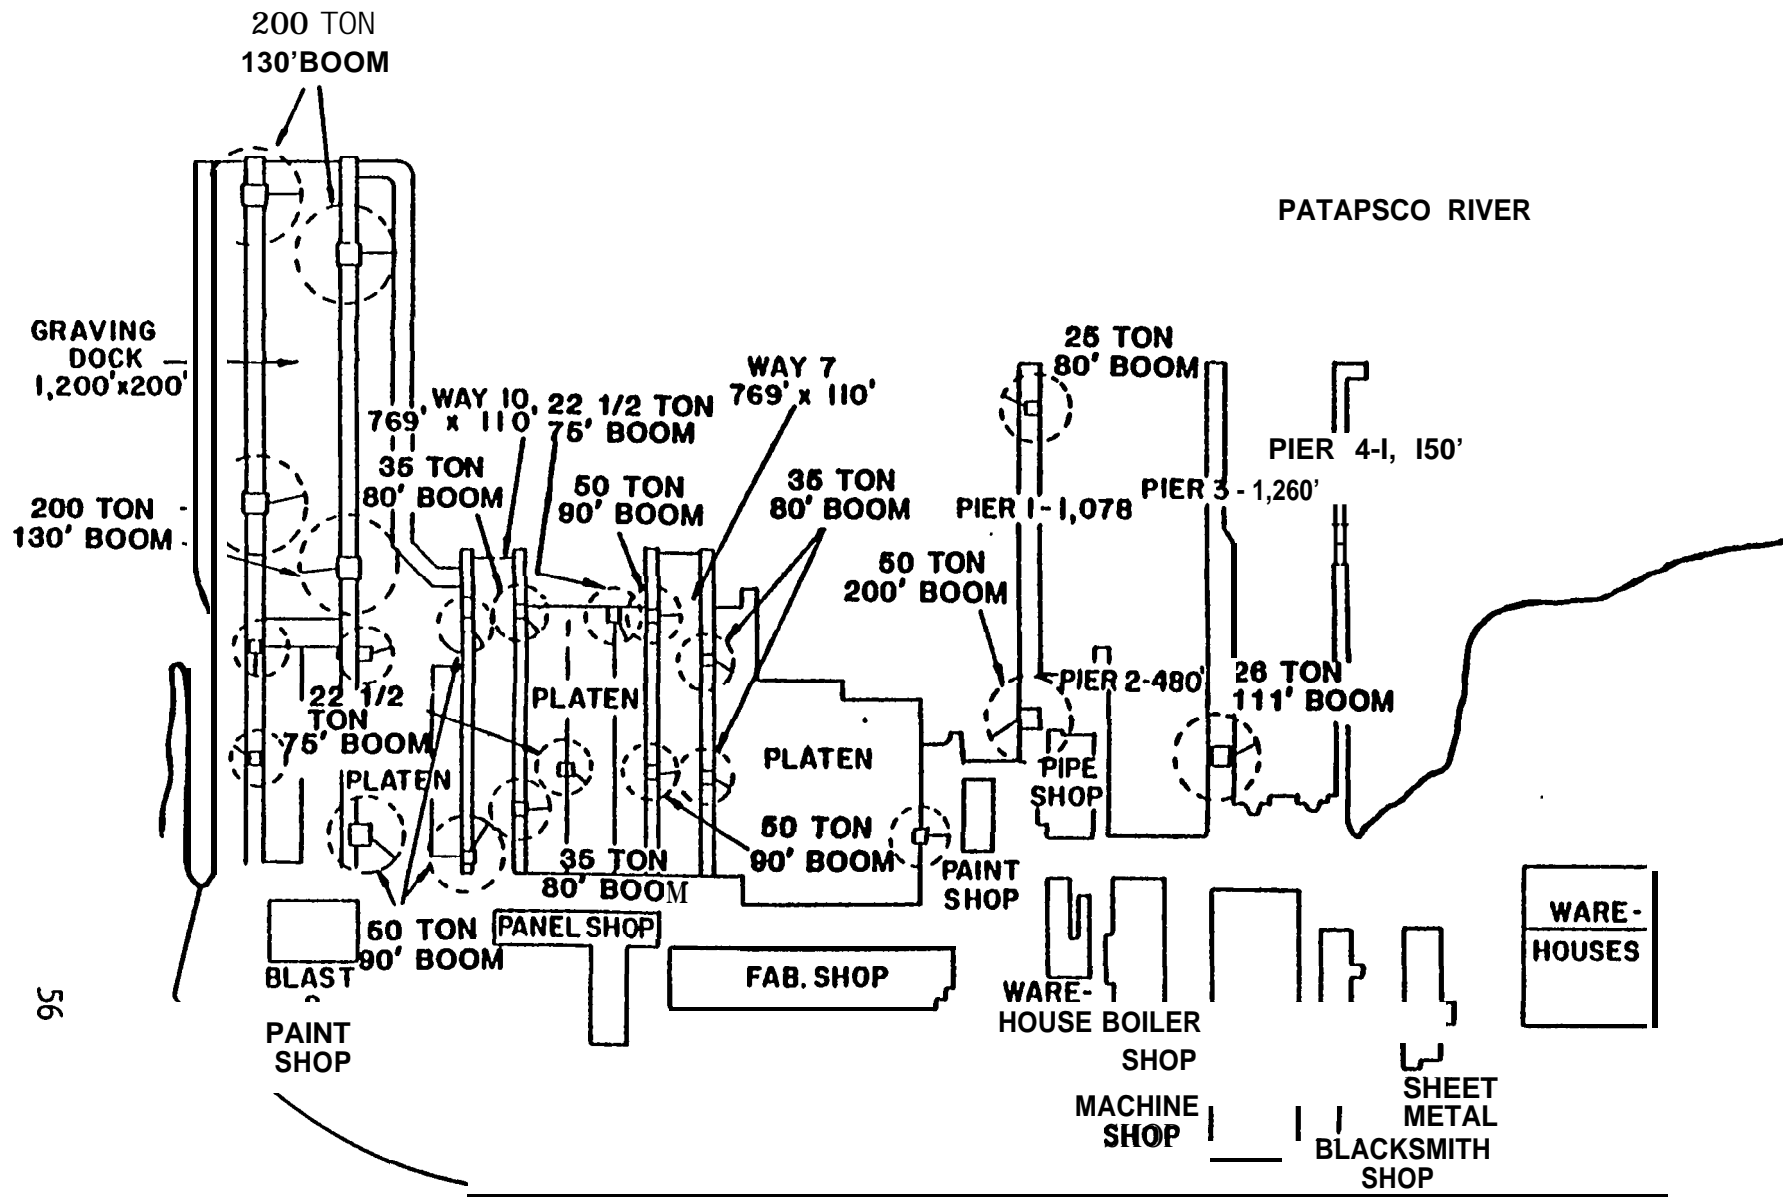 200 TON
130'BOOM
PATAPSCO RIVER
GRAVING
DOCK
1,200'x200'
WAY 10,
769' x 110'
22 1/2 TON
75' BOOM
WAY 7
769' x 110'
25 TON
80' BOOM
35 TON
80' BOOM
50 TON
90' BOOM
35 TON
80' BOOM
PIER 4-I, I50'
PIER 3 - 1,260'
PIER 1-1,078
200 TON
130' BOOM
50 TON
200' BOOM
PIER 2-480'
26 TON
111' BOOM
22 1/2
TON
75' BOOM
PLATEN
PLATEN
PLATEN
PIPE
SHOP
50 TON
90' BOOM
35 TON
80' BOOM
PAINT
SHOP
50 TON
90' BOOM
PANEL SHOP
BLAST
PAINT
SHOP
FAB. SHOP
WARE-
HOUSE
BOILER
SHOP
WARE-
HOUSES
MACHINE
SHOP
SHEET
METAL
BLACKSMITH
SHOP
56